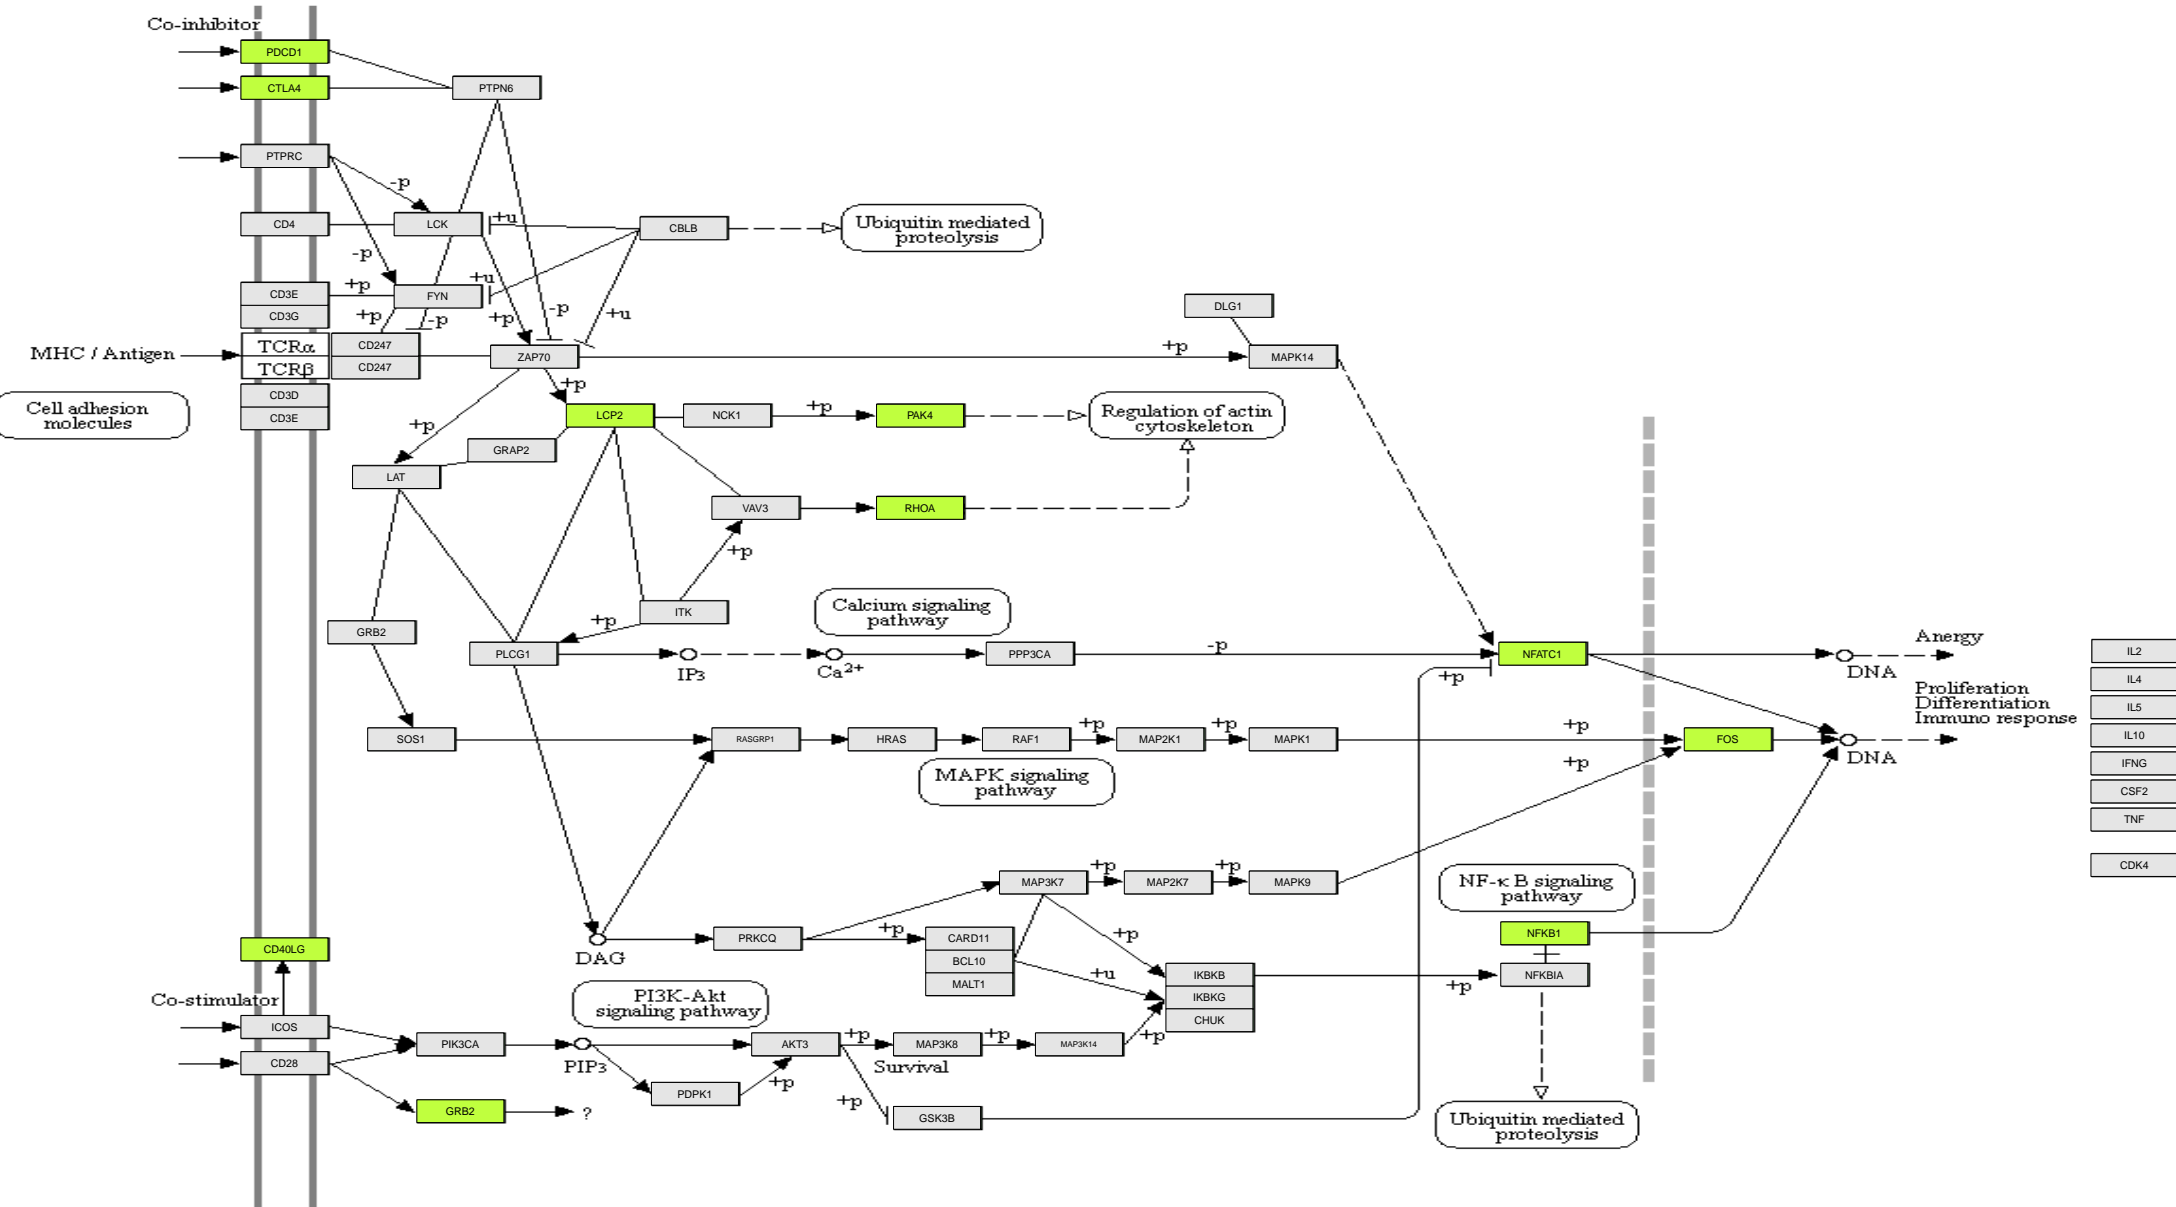 Co-inhibitor
PDCD1
CTLA4
PTPN6
PTPRC
-p
CD4
LCK
+u
CBLB
Ubiquitin mediated
proteolysis
-p
+u
CD3E
+p
FYN
CD3G
+p
-p
+p
-p
+u
DLG1
MHC / Antigen
TCRα
TCRβ
CD247
CD247
ZAP70
+p
MAPK14
+p
CD3D
CD3E
Cell adhesion
molecules
+p
LCP2
NCK1
+p
PAK4
Regulation of actin
cytoskeleton
GRAP2
LAT
VAV3
RHOA
+p
ITK
Calcium signaling
pathway
GRB2
+p
PLCG1
IP3
Ca2+
PPP3CA
-p
NFATC1
+p
DNA
Anergy
Proliferation
Differentiation
Immuno response
IL2
IL4
IL5
IL10
IFNG
CSF2
TNF
CDK4
SOS1
RASGRP1
HRAS
RAF1
+p
MAP2K1
+p
MAPK1
+p
FOS
DNA
+p
MAPK signaling
pathway
MAP3K7
+p
MAP2K7
+p
MAPK9
NF-κ B signaling
pathway
CD40LG
DAG
PRKCQ
+p
CARD11
BCL10
MALT1
+p
+u
IKBKB
IKBKG
CHUK
+p
NFKB1
NFKBIA
Co-stimulator
PI3K-Akt
signaling pathway
ICOS
CD28
PIK3CA
PIP3
AKT3
+p
MAP3K8
+p
MAP3K14
+p
Survival
PDPK1
+p
+p
GSK3B
GRB2
?
Ubiquitin mediated
proteolysis